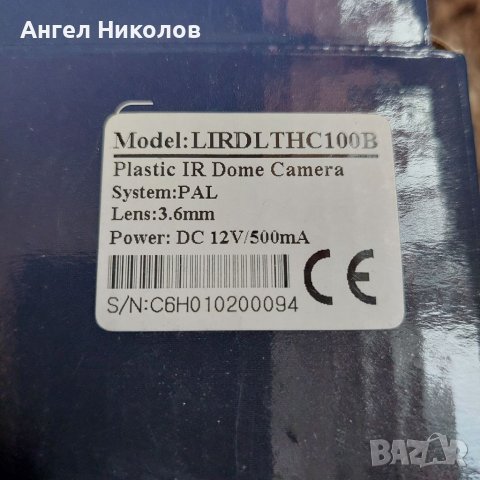 Ангел Николов
Model:LIRDLTHC100B
Plastic IR Dome Camera
System:PAL
Lens:3.6mm
Power: DC 12V/500mA
CE
S/N:C6H010200094
BAZAR